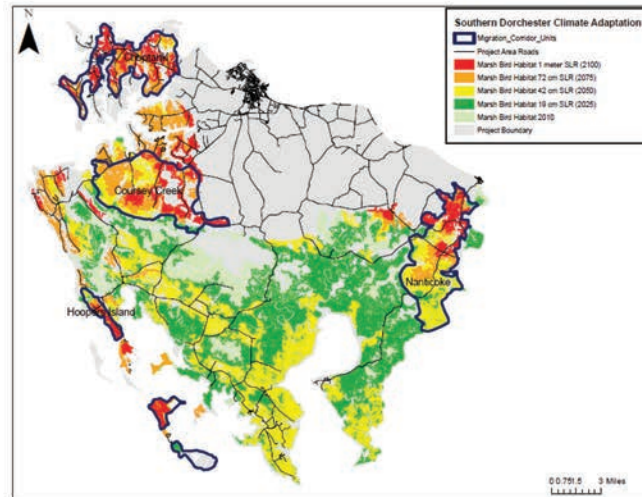 N
Southern Dorchester Climate Adaptation
Migration_Corridor_Units
Project Area Roads
Marsh Bird Habitat 1 meter SLR (2100)
Marsh Bird Habitat 72 cm SLR (2075)
Marsh Bird Habitat 42 cm SLR (2050)
Marsh Bird Habitat 19 cm SLR (2025)
Marsh Bird Habitat 2010
Project Boundary
Choptank
Coursey Creek
Nanticoke
Hoopers Island
0 0.75 1.5 3 Miles